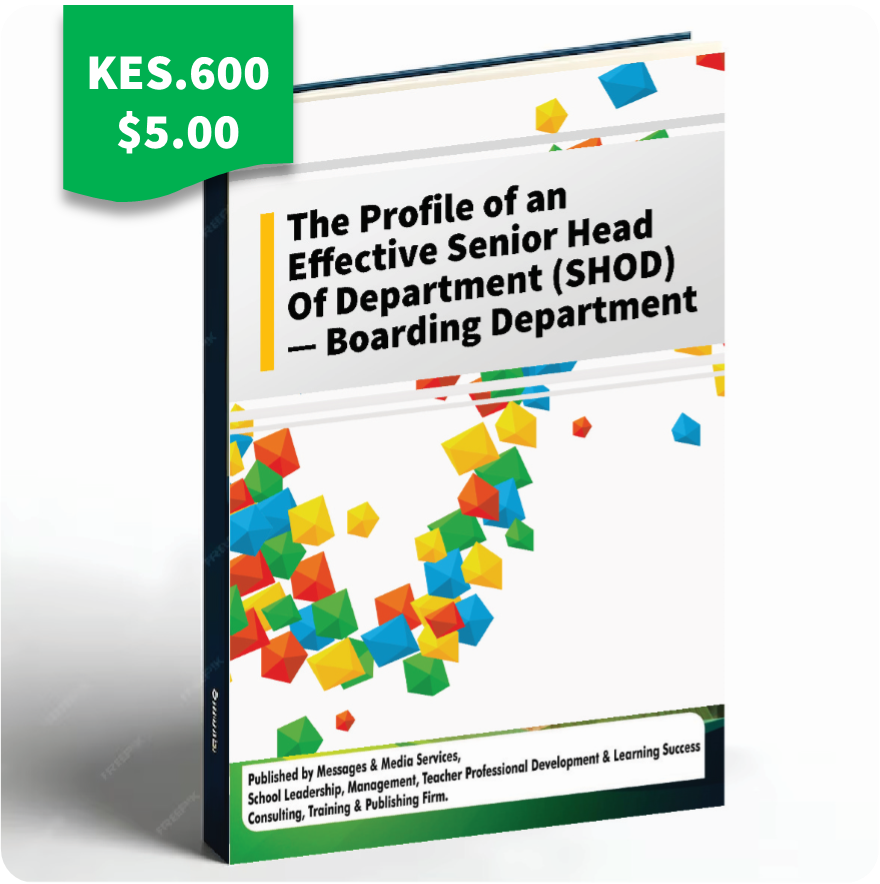 KES.600
$5.00
The Profile of an
Effective Senior Head
Of Department (SHOD)
— Boarding Department
Published by Messages & Media Services,
School Leadership, Management, Teacher Professional Development & Learning Success
Consulting, Training & Publishing Firm.